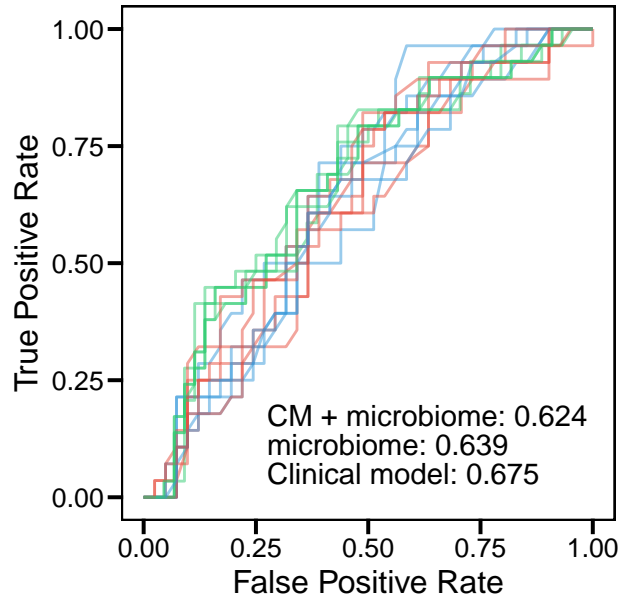 1.00
0.75
0.50
0.25
0.00
True Positive Rate
CM + microbiome: 0.624
microbiome: 0.639
Clinical model: 0.675
0.00 0.25 0.50 0.75 1.00
False Positive Rate